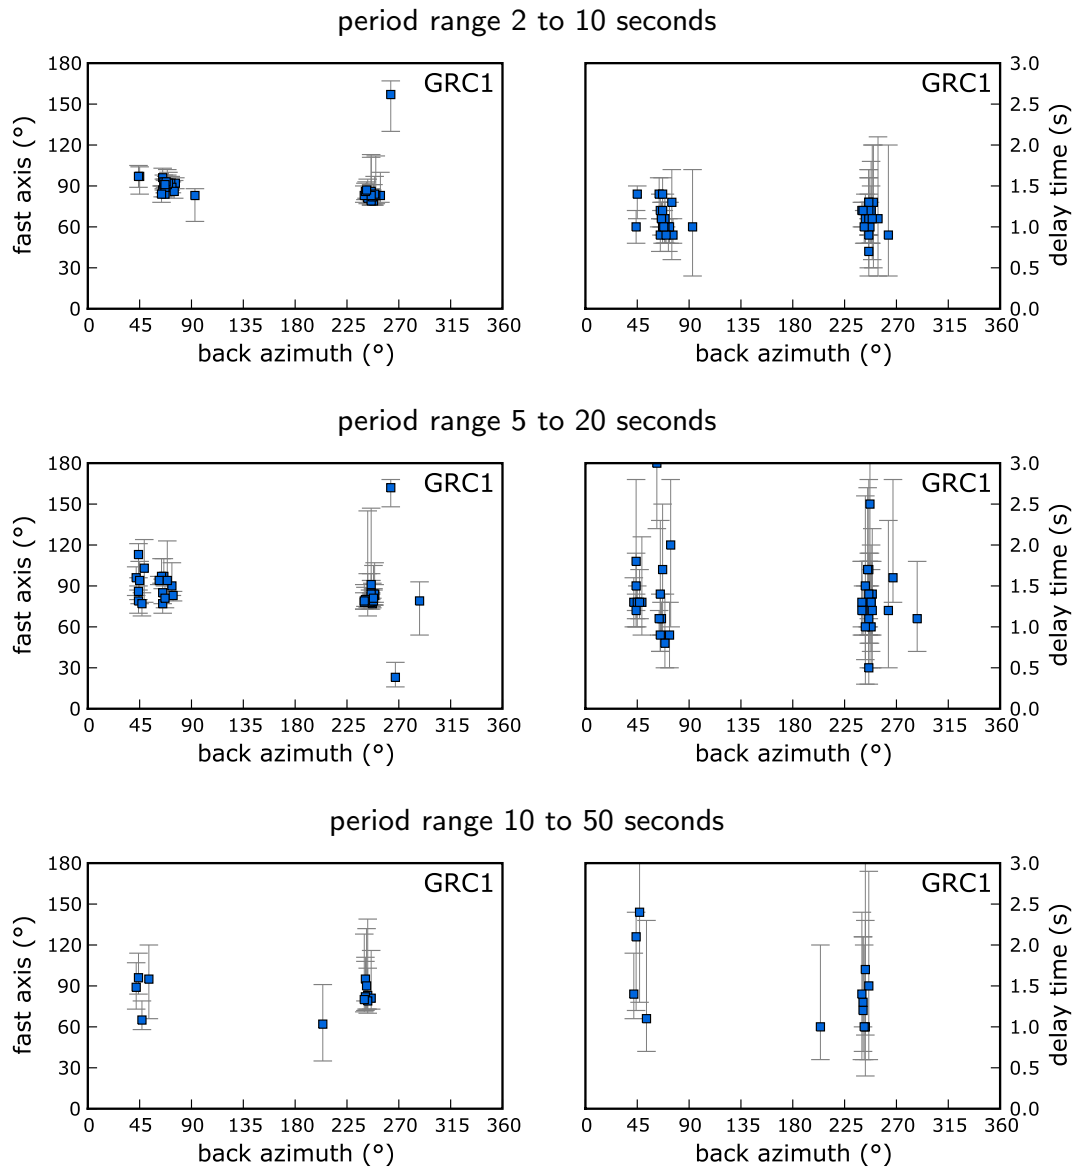 period range 2 to 10 seconds
GRC1
fast axis (°)
180
150
120
90
60
30
0
0 45 90 135 180 225 270 315 360
back azimuth (°)
GRC1
3.0
2.5
2.0
1.5
1.0
0.5
0.0
delay time (s)
0 45 90 135 180 225 270 315 360
back azimuth (°)
period range 5 to 20 seconds
GRC1
fast axis (°)
180
150
120
90
60
30
0
0 45 90 135 180 225 270 315 360
back azimuth (°)
GRC1
3.0
2.5
2.0
1.5
1.0
0.5
0.0
delay time (s)
0 45 90 135 180 225 270 315 360
back azimuth (°)
period range 10 to 50 seconds
GRC1
fast axis (°)
180
150
120
90
60
30
0
0 45 90 135 180 225 270 315 360
back azimuth (°)
GRC1
3.0
2.5
2.0
1.5
1.0
0.5
0.0
delay time (s)
0 45 90 135 180 225 270 315 360
back azimuth (°)